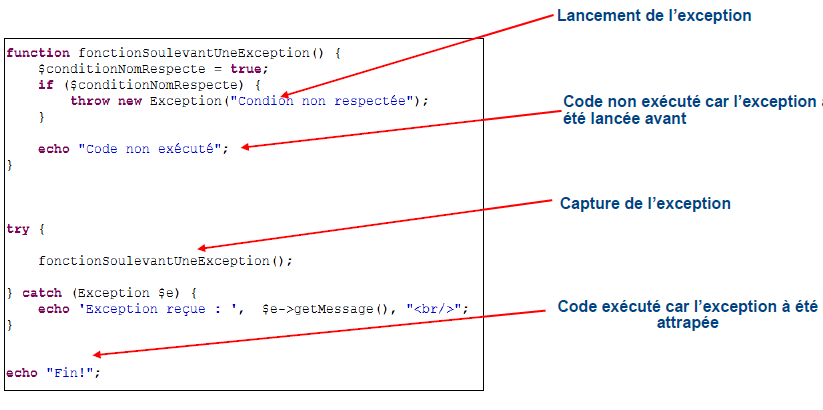 Lancement de l'exception
function fonctionSoulevantUneException() {
$conditionNomRespecte = true;
if ($conditionNomRespecte) {
throw new Exception("Condion non respectée");
}
Code non exécuté car l'exception
été lancée avant
echo "Code non exécuté";
}
Capture de l'exception
try {
fonctionSoulevantUneException();
} catch (Exception $e) {
echo 'Exception reçue : ', $e->getMessage(), "<br/>";
}
Code exécuté car l'exception à été
attrapée
echo "Fin!";